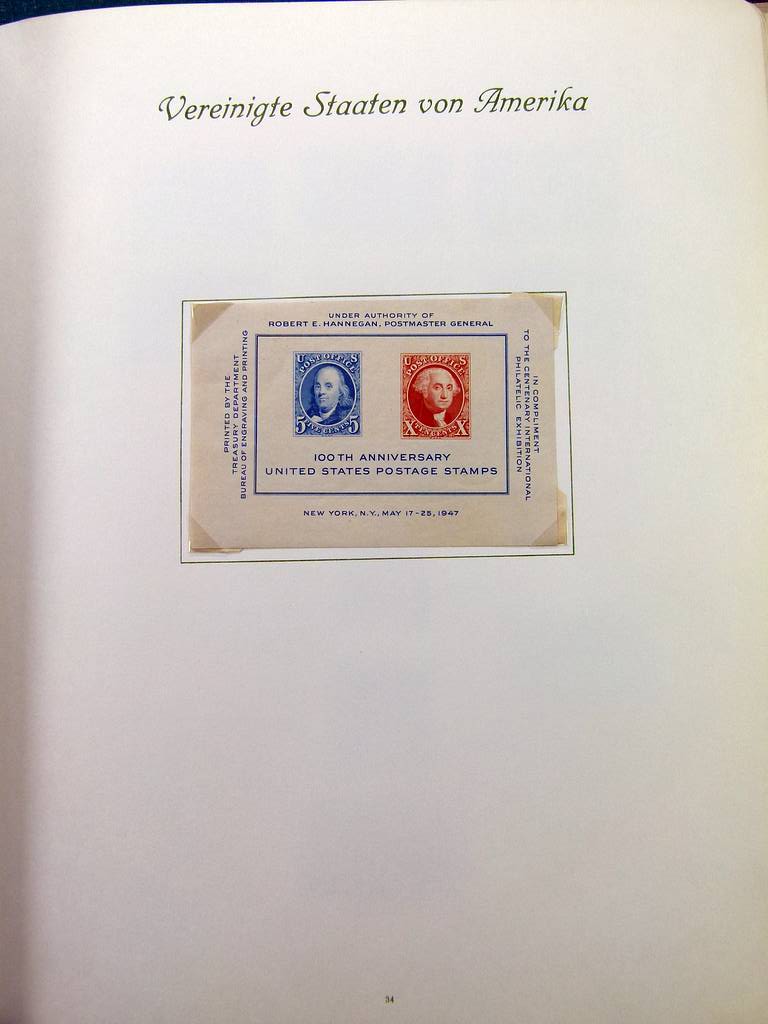 Vereinigte Staaten von Amerika
UNDER AUTHORITY OF
ROBERT E. HANNEGAN, POSTMASTER GENERAL
PRINTED BY THE
TREASURY DEPARTMENT
BUREAU OF ENGRAVING AND PRINTING
U S
POST OFFICE
5 FIVE CENTS 5
U S
POST OFFICE
X TEN CENTS X
IN COMPLIMENT
TO THE CENTENARY INTERNATIONAL
PHILATELIC EXHIBITION
100TH ANNIVERSARY
UNITED STATES POSTAGE STAMPS
NEW YORK, N.Y., MAY 17-25, 1947
34